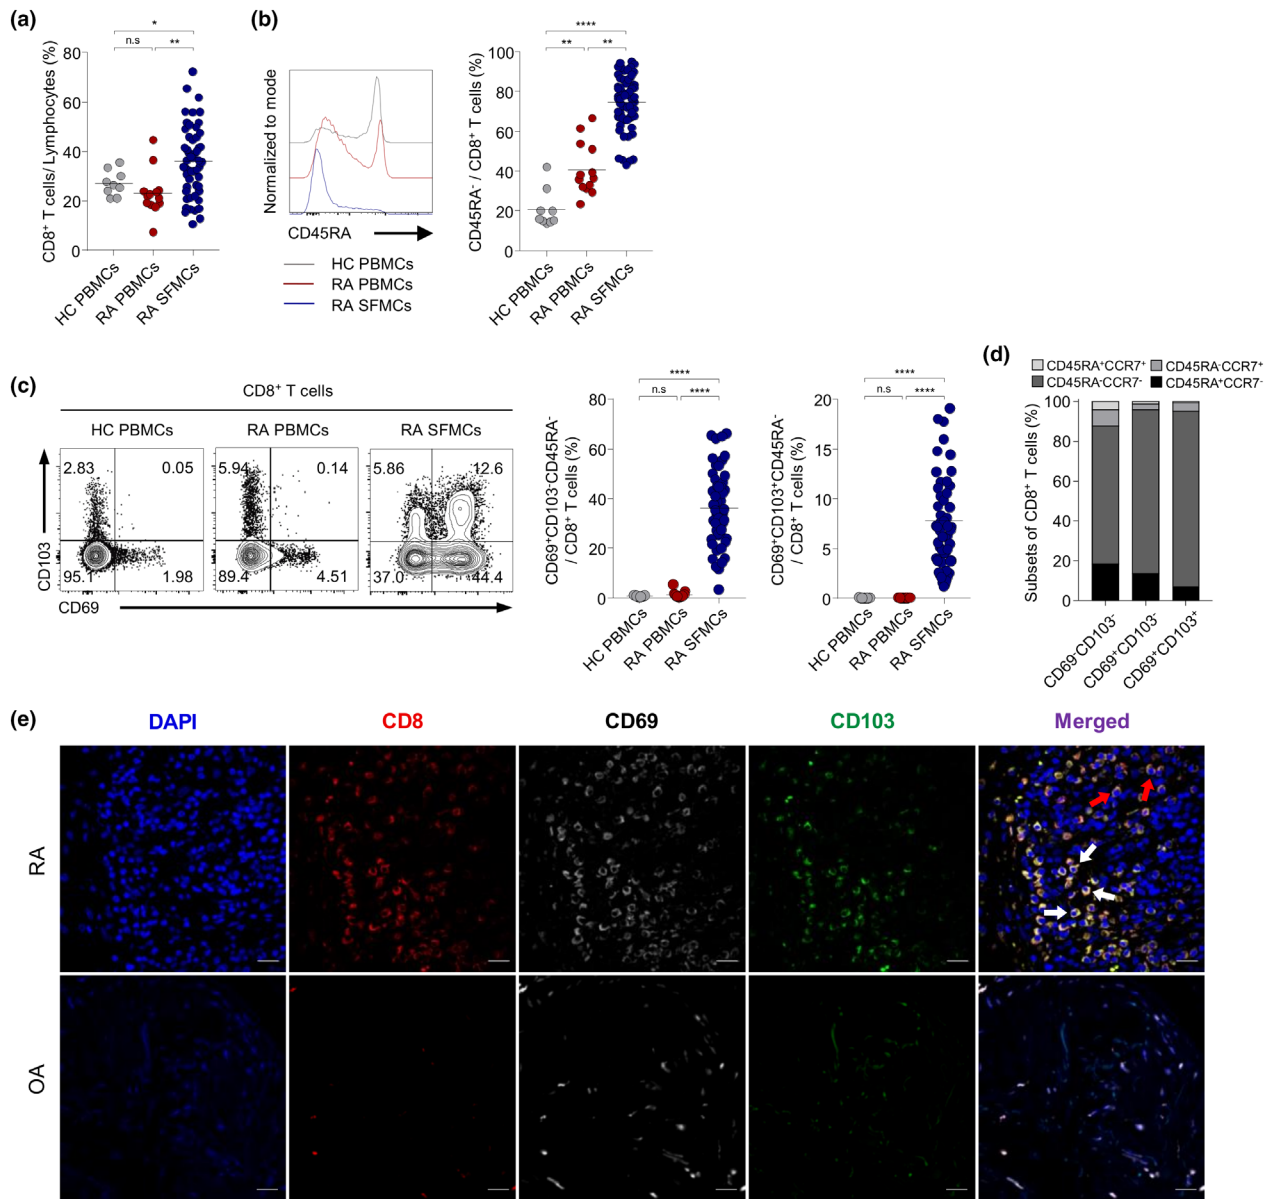 (a)
CD8+ T cells/ Lymphocytes (%)
*
n.s
**
80
60
40
20
0
HC PBMCs
RA PBMCs
RA SFMCs
(b)
Normalized to mode
CD45RA
HC PBMCs
RA PBMCs
RA SFMCs
CD45RA- / CD8+ T cells (%)
****
**
**
100
80
60
40
20
0
HC PBMCs
RA PBMCs
RA SFMCs
(c)
CD8+ T cells
HC PBMCs
RA PBMCs
RA SFMCs
2.83
0.05
95.1
1.98
5.94
0.14
89.4
4.51
5.86
12.6
37.0
44.4
CD103
CD69
CD69+CD103-CD45RA-
/ CD8+ T cells (%)
****
n.s
****
80
60
40
20
0
HC PBMCs
RA PBMCs
RA SFMCs
CD69+CD103+CD45RA-
/ CD8+ T cells (%)
****
n.s
****
20
15
10
5
0
HC PBMCs
RA PBMCs
RA SFMCs
(d)
CD45RA+CCR7+
CD45RA-CCR7+
CD45RA-CCR7-
CD45RA+CCR7-
Subsets of CD8+ T cells (%)
100
80
60
40
20
0
CD69-CD103-
CD69+CD103-
CD69+CD103+
(e)
DAPI
CD8
CD69
CD103
Merged
RA
OA